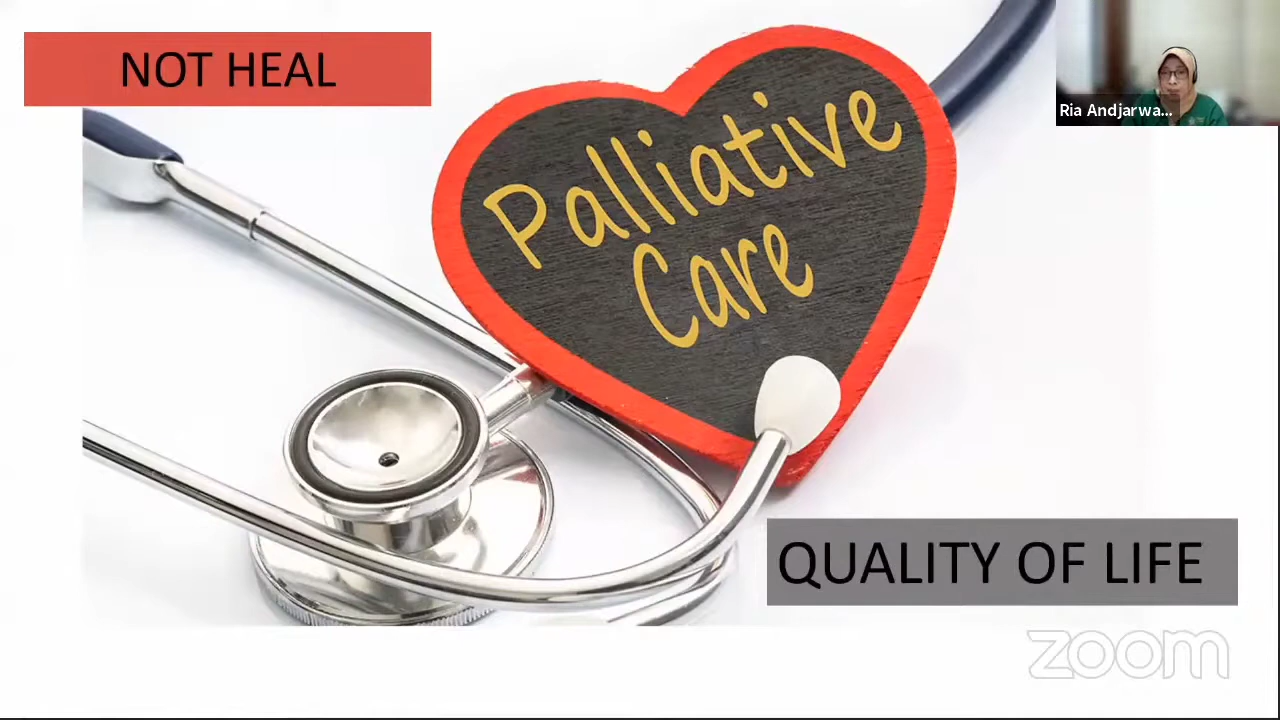 NOT HEAL
Ria Andjarwa...
Palliative
Care
QUALITY OF LIFE
zoom